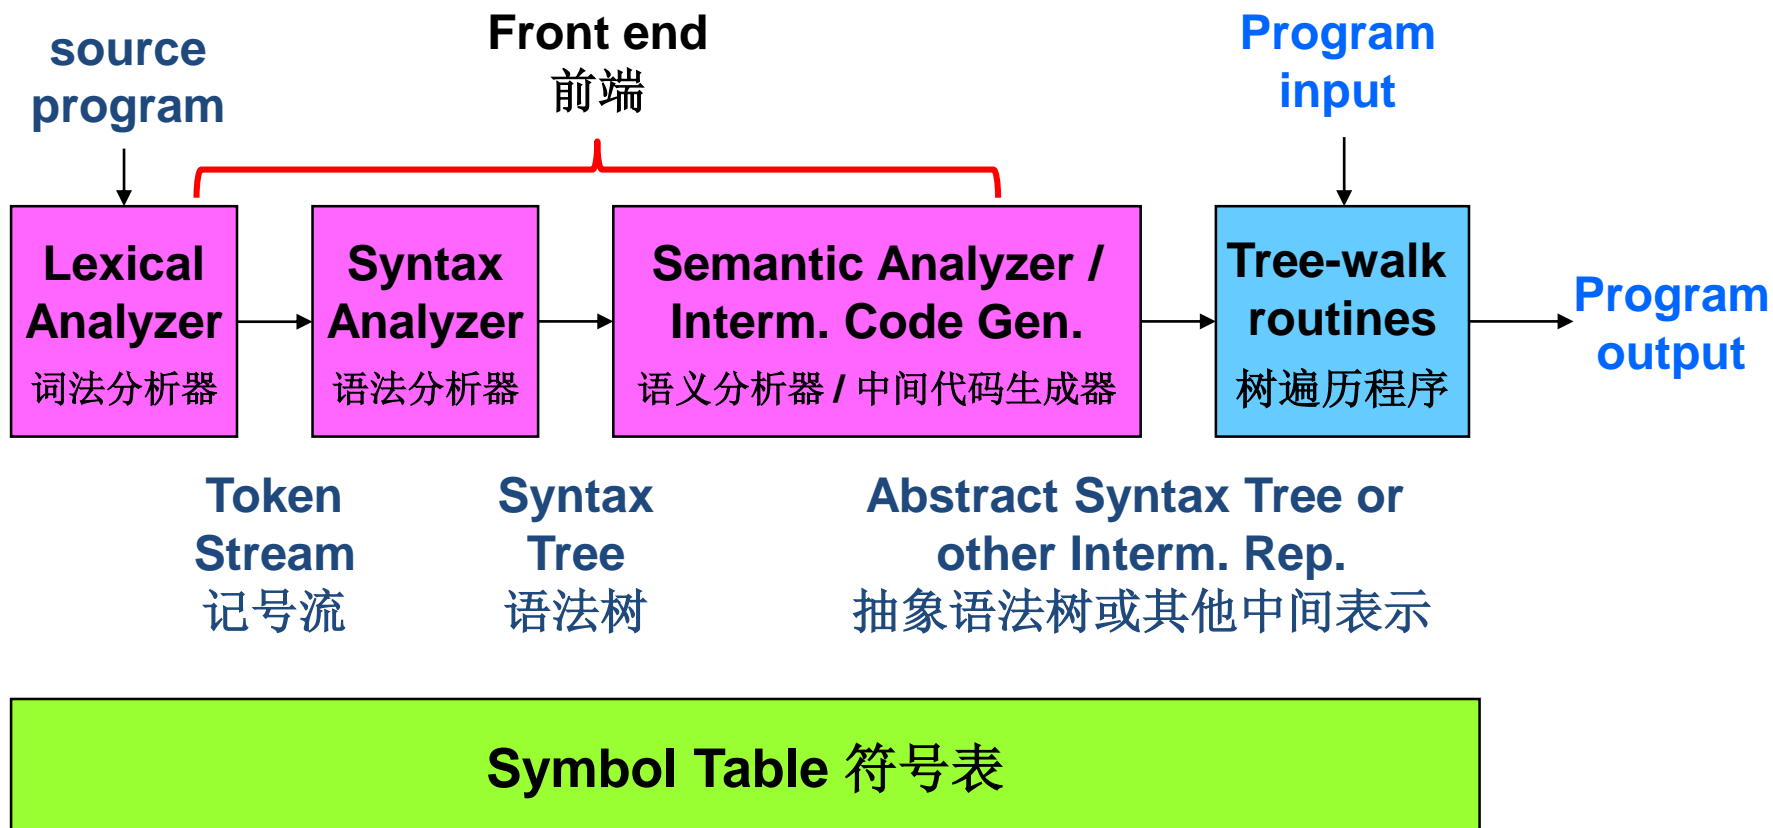 source
program
Front end
前端
Program
input
Lexical
Analyzer
词法分析器
Syntax
Analyzer
语法分析器
Semantic Analyzer /
Interm. Code Gen.
语义分析器 / 中间代码生成器
Tree-walk
routines
树遍历程序
Program
output
Token
Stream
记号流
Syntax
Tree
语法树
Abstract Syntax Tree or
other Interm. Rep.
抽象语法树或其他中间表示
Symbol Table 符号表